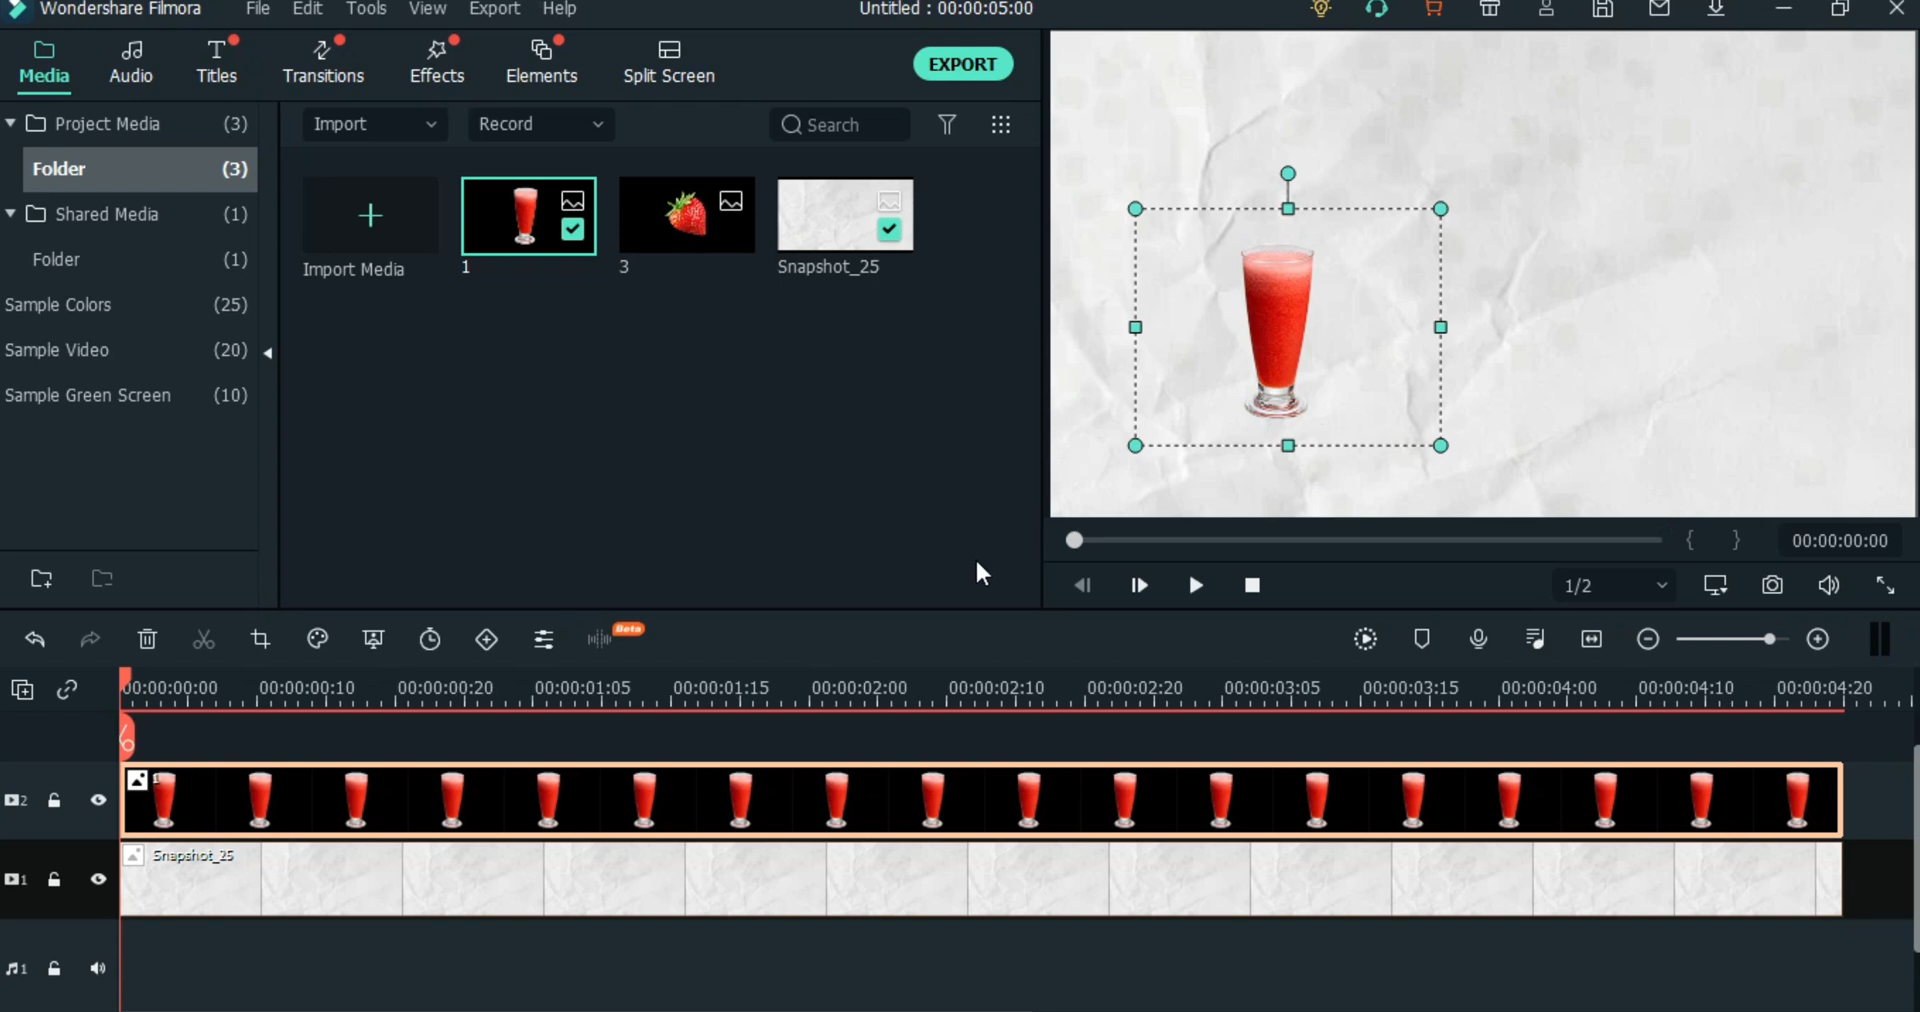 Wondershare Filmora File Edit Tools View Export Help Untitled : 00:00:05:00
Media Audio Titles Transitions Effects Elements Split Screen EXPORT
Project Media (3)
Folder (3)
Shared Media (1)
Folder (1)
Sample Colors (25)
Sample Video (20)
Sample Green Screen (10)
Import Record Search
Import Media 1 3 Snapshot_25
{ } 00:00:00:00
1/2
Beta
00:00:00:00 00:00:00:10 00:00:00:20 00:00:01:05 00:00:01:15 00:00:02:00 00:00:02:10 00:00:02:20 00:00:03:05 00:00:03:15 00:00:04:00 00:00:04:10 00:00:04:20
2 1
1 Snapshot_25
1